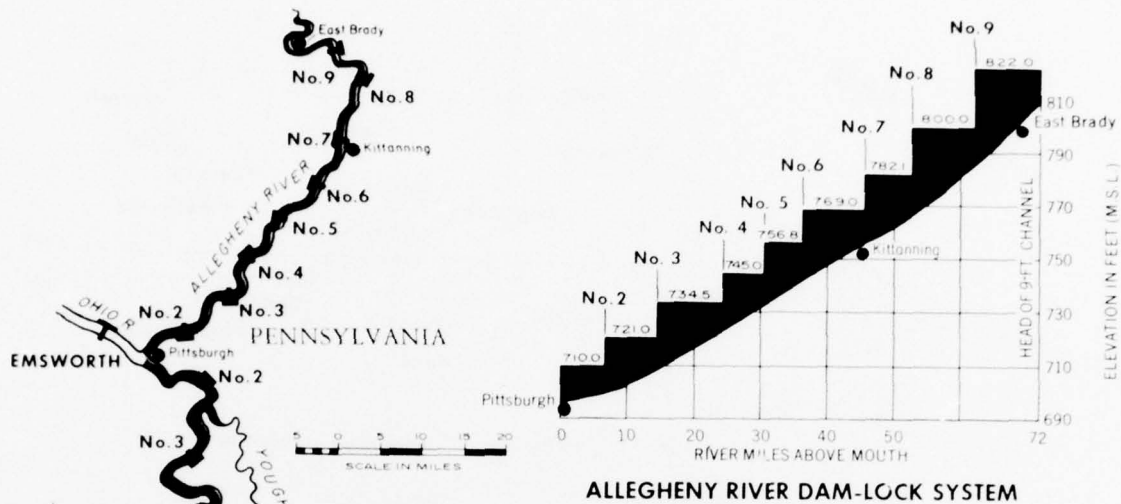 East Brady
No.9
No.8
No.7
Kittanning
No.6
ALLEGHENY RIVER
No.5
No.4
No.3
No.2
OHIO R.
PENNSYLVANIA
Pittsburgh
EMSWORTH
No.2
No.3
YOUGH
5 0 5 10 15 20
SCALE IN MILES
No.9
822.0
No.8
810
800.0
East Brady
No.7
790
782.1
No.6
769.0
770
No. 5
756.8
No. 4
Kittanning
750
745.0
No. 3
734.5
730
No.2
721.0
710.0
710
Pittsburgh
690
HEAD OF 9-FT. CHANNEL
ELEVATION IN FEET (M.S.L.)
0 10 20 30 40 50 72
RIVER MILES ABOVE MOUTH
ALLEGHENY RIVER DAM-LOCK SYSTEM